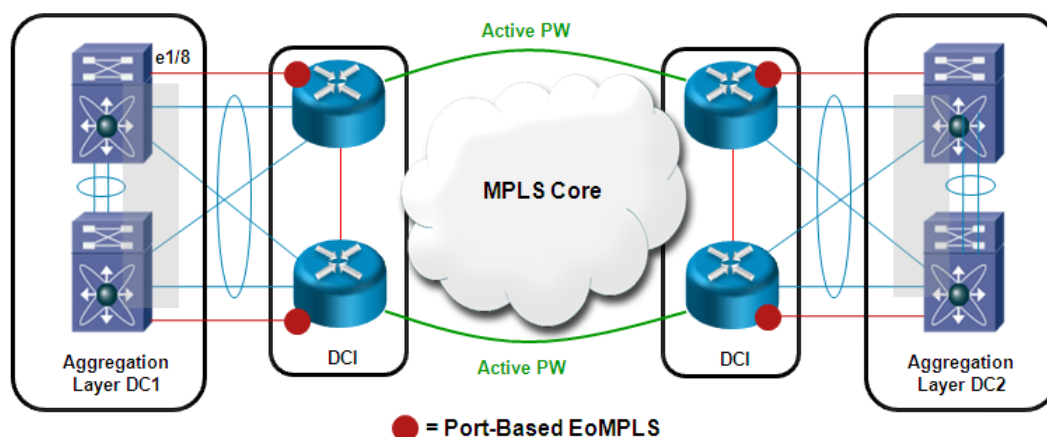 Active PW
e1/8
MPLS Core
DCI
DCI
Aggregation
Layer DC1
Active PW
Aggregation
Layer DC2
= Port-Based EoMPLS